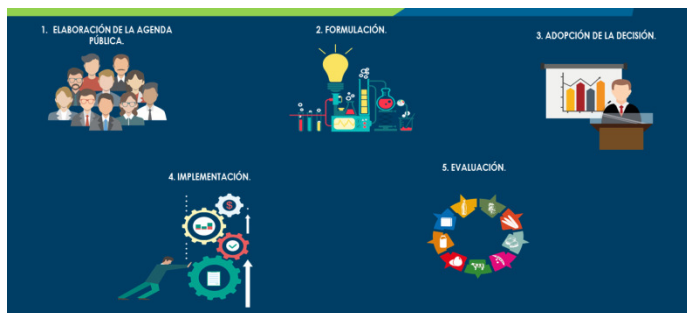 1. ELABORACIÓN DE LA AGENDA
PÚBLICA.
2. FORMULACIÓN.
3. ADOPCIÓN DE LA DECISIÓN.
4. IMPLEMENTACIÓN.
$
5. EVALUACIÓN.